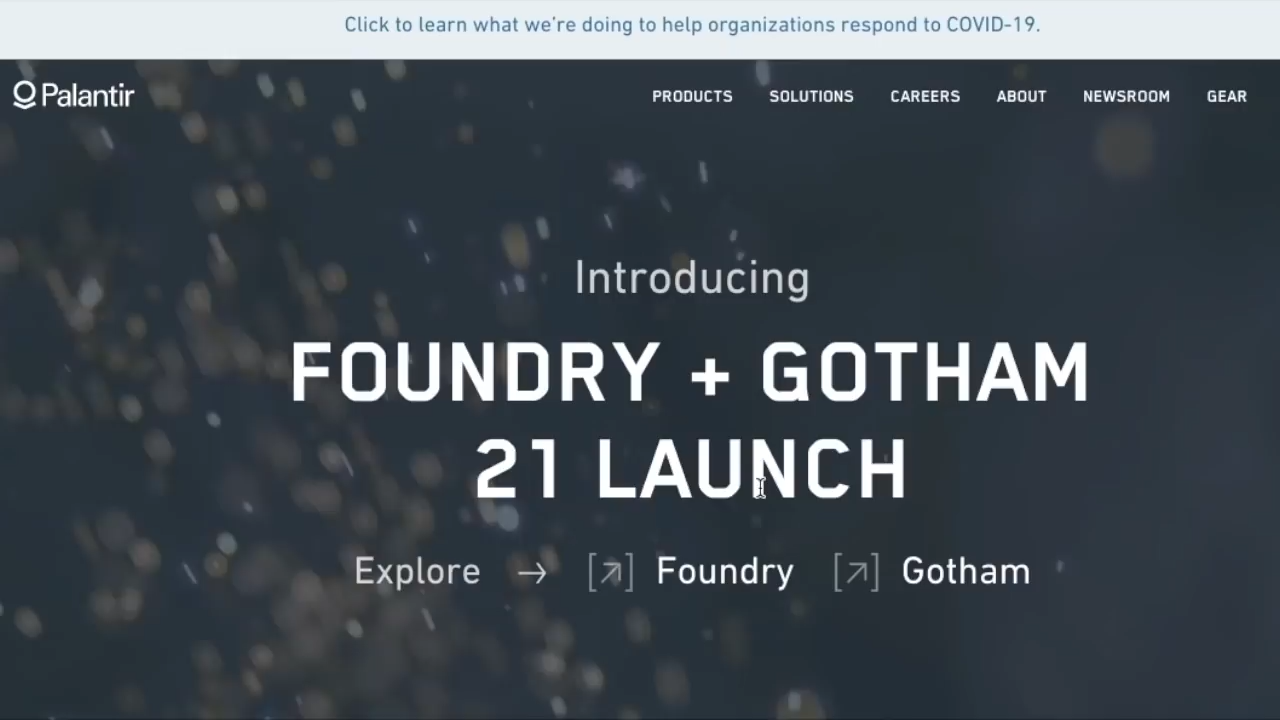 Click to learn what we’re doing to help organizations respond to COVID-19.
Palantir
PRODUCTS SOLUTIONS CAREERS ABOUT NEWSROOM GEAR
Introducing
FOUNDRY + GOTHAM
21 LAUNCH
Explore → [↗] Foundry [↗] Gotham